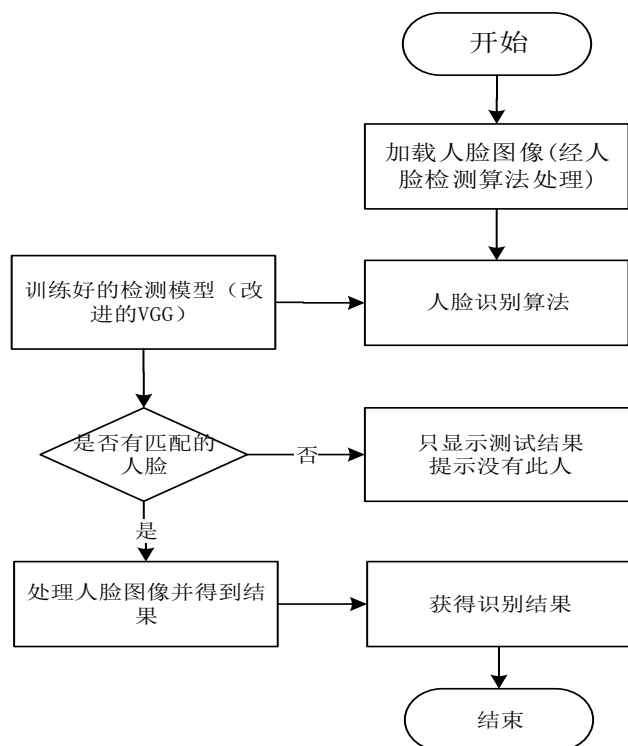 开始
加载人脸图像(经人
脸检测算法处理)
训练好的检测模型（改
进的VGG）
人脸识别算法
是否有匹配的
人脸
否
只显示测试结果
提示没有此人
是
处理人脸图像并得到结
果
获得识别结果
结束